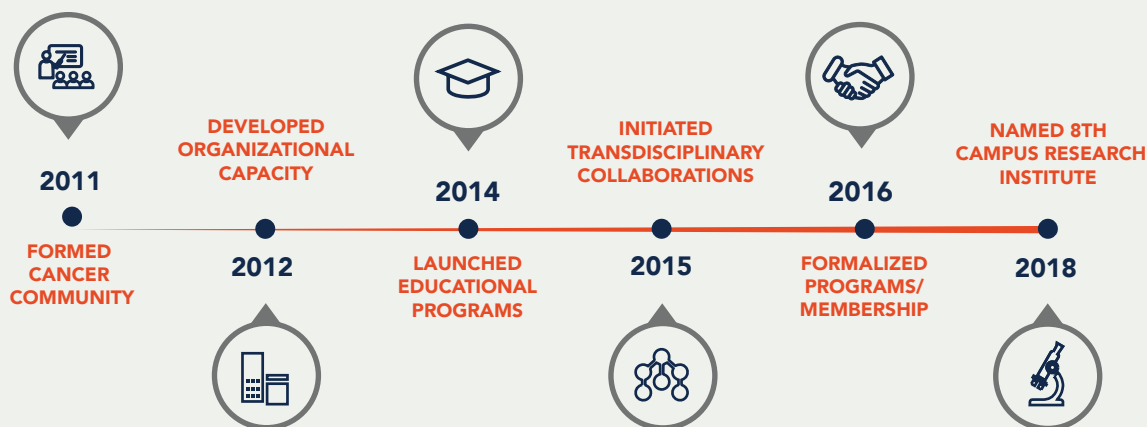 2011
FORMED
CANCER
COMMUNITY
DEVELOPED
ORGANIZATIONAL
CAPACITY
2012
2014
LAUNCHED
EDUCATIONAL
PROGRAMS
INITIATED
TRANSDISCIPLINARY
COLLABORATIONS
2015
2016
FORMALIZED
PROGRAMS/
MEMBERSHIP
NAMED 8TH
CAMPUS RESEARCH
INSTITUTE
2018